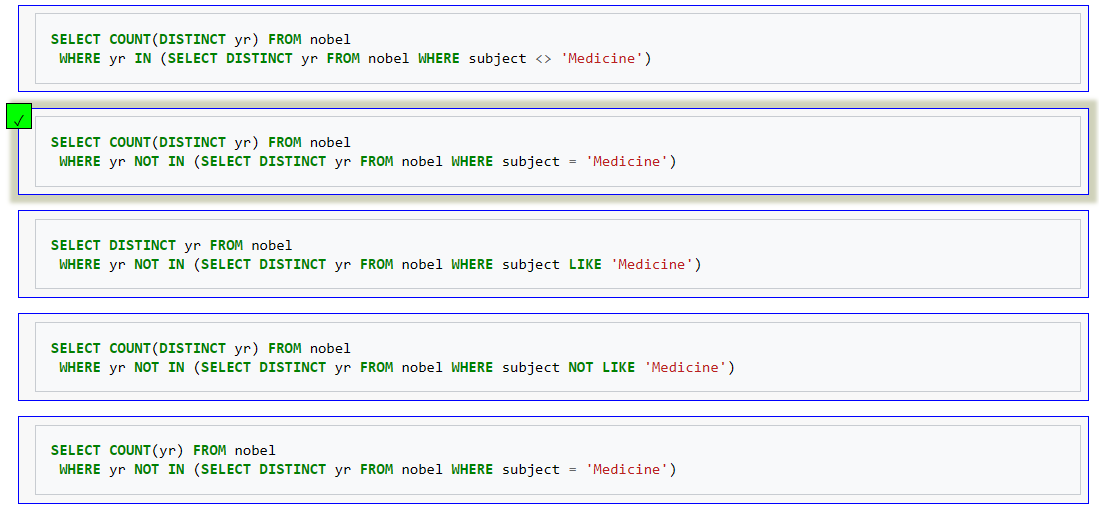 SELECT COUNT(DISTINCT yr) FROM nobel
WHERE yr IN (SELECT DISTINCT yr FROM nobel WHERE subject <> 'Medicine')
✓
SELECT COUNT(DISTINCT yr) FROM nobel
WHERE yr NOT IN (SELECT DISTINCT yr FROM nobel WHERE subject = 'Medicine')
SELECT DISTINCT yr FROM nobel
WHERE yr NOT IN (SELECT DISTINCT yr FROM nobel WHERE subject LIKE 'Medicine')
SELECT COUNT(DISTINCT yr) FROM nobel
WHERE yr NOT IN (SELECT DISTINCT yr FROM nobel WHERE subject NOT LIKE 'Medicine')
SELECT COUNT(yr) FROM nobel
WHERE yr NOT IN (SELECT DISTINCT yr FROM nobel WHERE subject = 'Medicine')